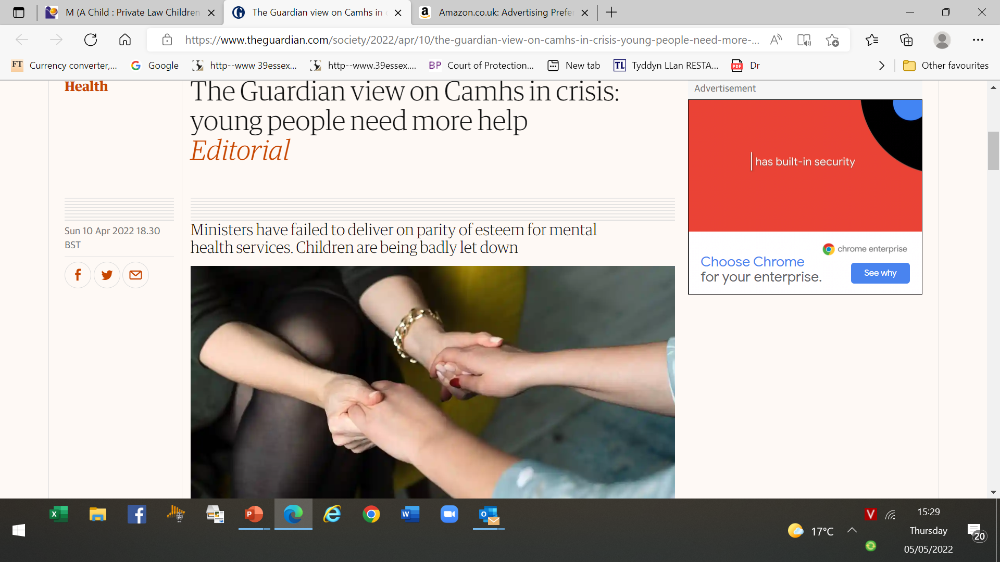 M (A Child : Private Law Children
The Guardian view on Camhs in c
Amazon.co.uk: Advertising Prefe
https://www.theguardian.com/society/2022/apr/10/the-guardian-view-on-camhs-in-crisis-young-people-need-more-...
FT Currency converter,...
Google
http--www 39essex...
http--www.39essex....
BP Court of Protection...
New tab
TL Tyddyn LLan RESTA...
PDF Dr
Other favourites
Health
The Guardian view on Camhs in crisis:
young people need more help
Editorial
Sun 10 Apr 2022 18.30
BST
Ministers have failed to deliver on parity of esteem for mental
health services. Children are being badly let down
Advertisement
has built-in security
chrome enterprise
Choose Chrome
for your enterprise.
See why
17°C
15:29
Thursday
05/05/2022
20